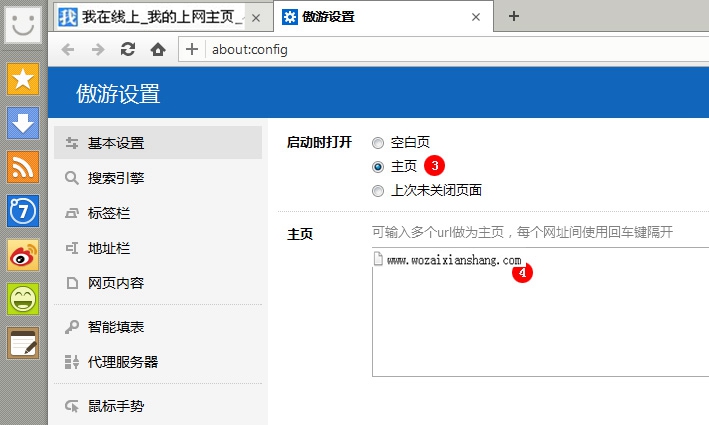 我在线上_我的上网主页_
傲游设置
about:config
傲游设置
基本设置
搜索引擎
标签栏
地址栏
网页内容
智能填表
代理服务器
鼠标手势
启动时打开
空白页
主页 3
上次未关闭页面
主页
可输入多个url做为主页，每个网址间使用回车键隔开
www.wozaixianshang.com
4